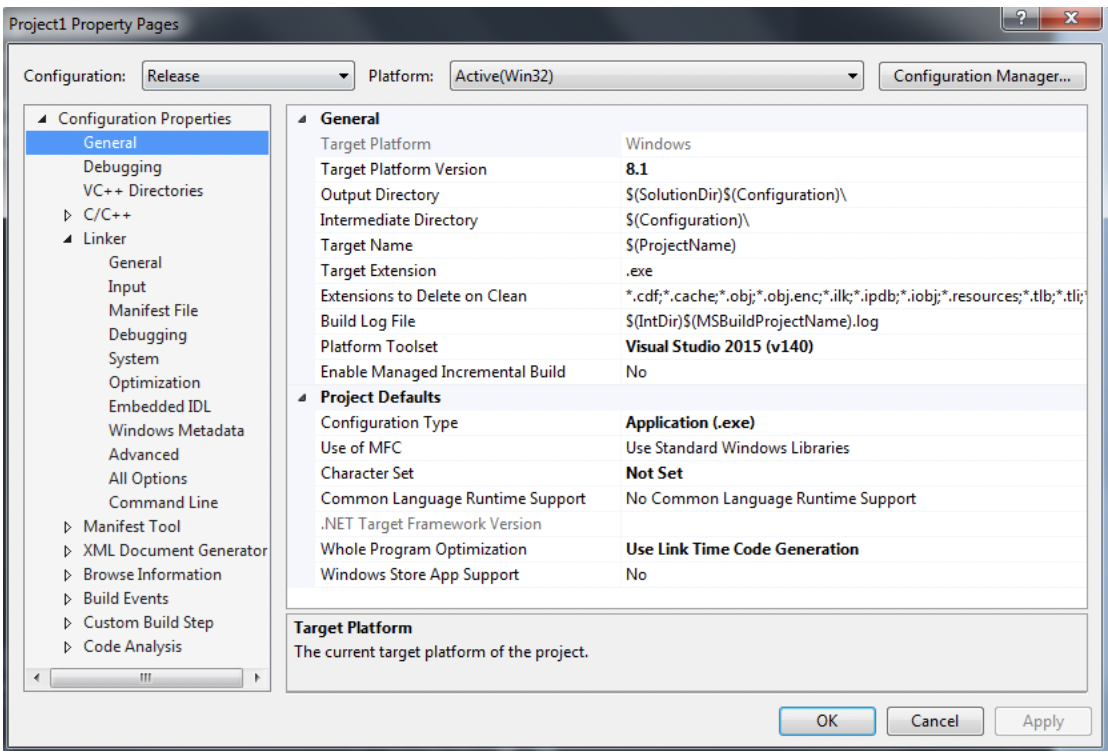 Project1 Property Pages
Configuration: Release Platform: Active(Win32) Configuration Manager...
Configuration Properties
General
Debugging
VC++ Directories
C/C++
Linker
General
Input
Manifest File
Debugging
System
Optimization
Embedded IDL
Windows Metadata
Advanced
All Options
Command Line
Manifest Tool
XML Document Generator
Browse Information
Build Events
Custom Build Step
Code Analysis
General
Target Platform Windows
Target Platform Version 8.1
Output Directory $(SolutionDir)$(Configuration)\
Intermediate Directory $(Configuration)\
Target Name $(ProjectName)
Target Extension .exe
Extensions to Delete on Clean *.cdf;*.cache;*.obj;*.obj.enc;*.ilk;*.ipdb;*.iobj;*.resources;*.tlb;*.tli;*
Build Log File $(IntDir)$(MSBuildProjectName).log
Platform Toolset Visual Studio 2015 (v140)
Enable Managed Incremental Build No
Project Defaults
Configuration Type Application (.exe)
Use of MFC Use Standard Windows Libraries
Character Set Not Set
Common Language Runtime Support No Common Language Runtime Support
.NET Target Framework Version
Whole Program Optimization Use Link Time Code Generation
Windows Store App Support No
Target Platform
The current target platform of the project.
OK Cancel Apply